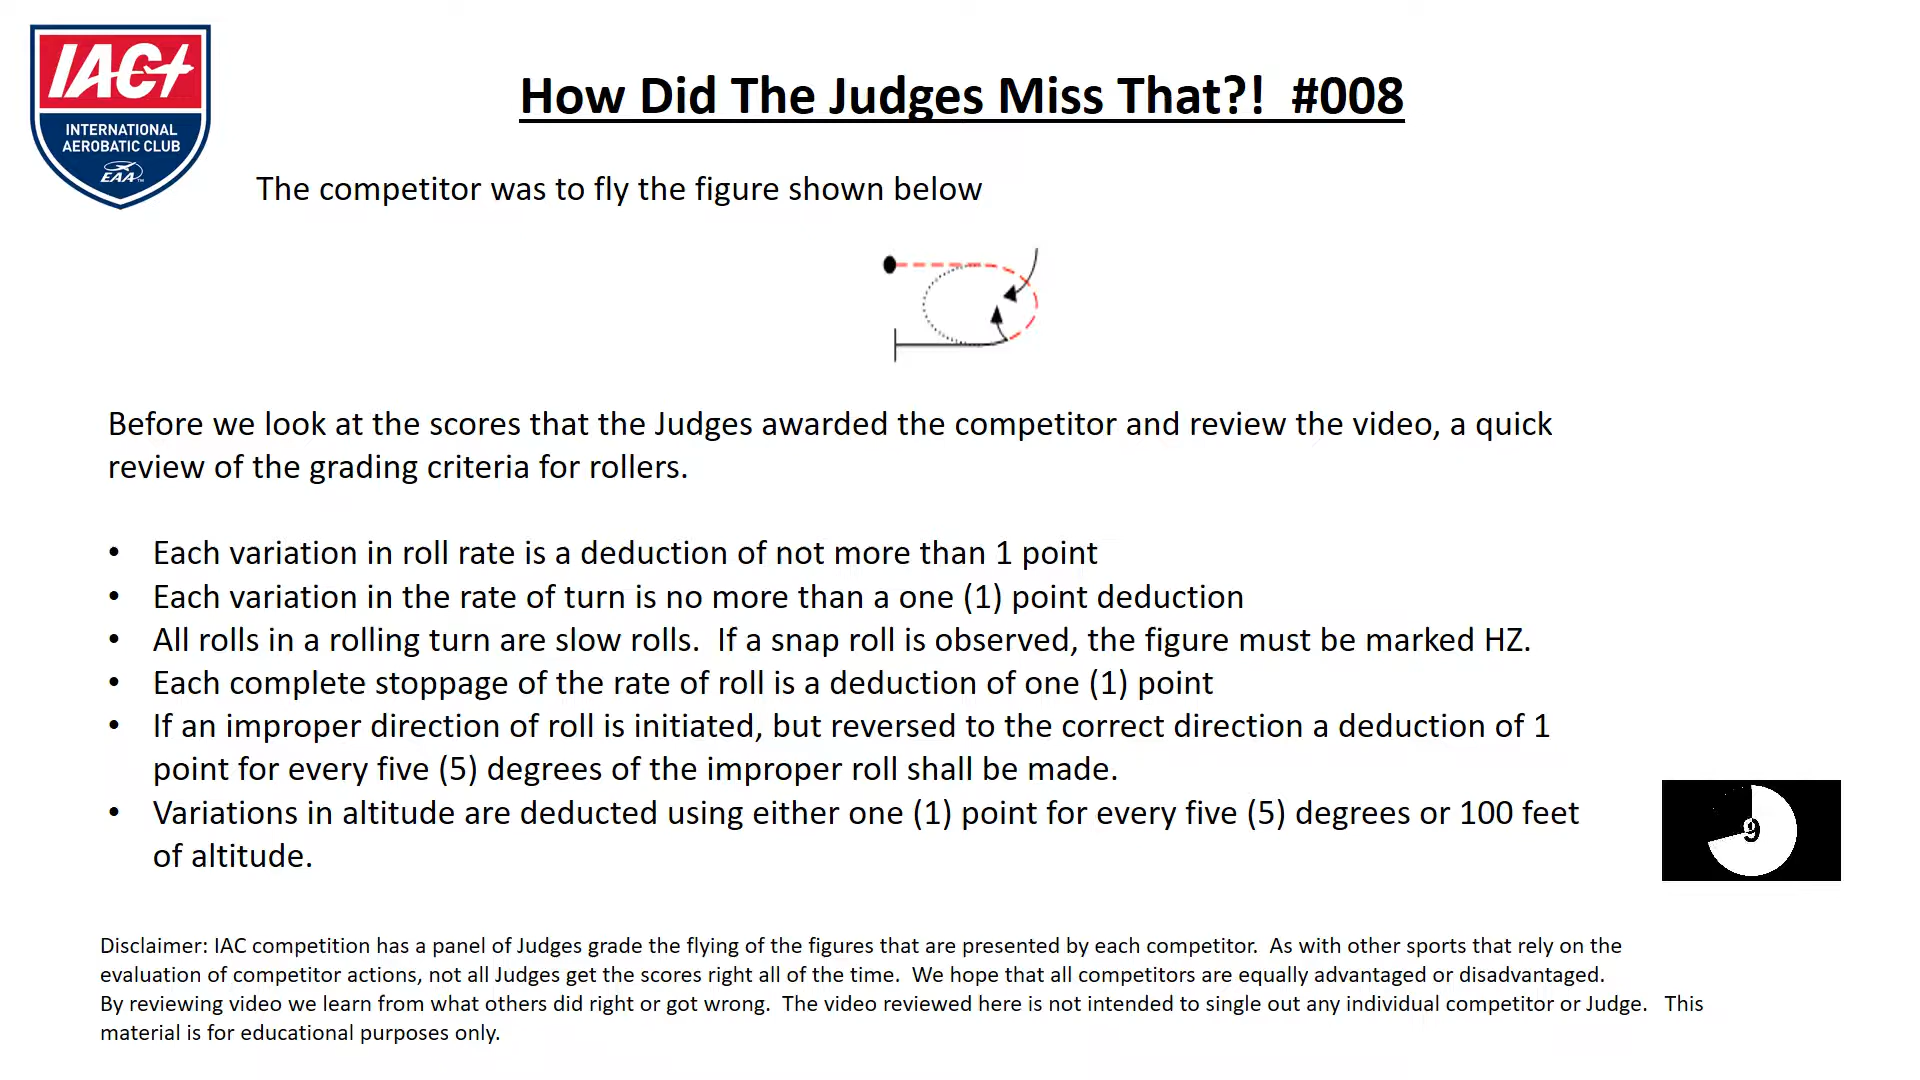 IAC
INTERNATIONAL
AEROBATIC CLUB
EAA
How Did The Judges Miss That?!  #008
The competitor was to fly the figure shown below
Before we look at the scores that the Judges awarded the competitor and review the video, a quick
review of the grading criteria for rollers.
• Each variation in roll rate is a deduction of not more than 1 point
• Each variation in the rate of turn is no more than a one (1) point deduction
• All rolls in a rolling turn are slow rolls.  If a snap roll is observed, the figure must be marked HZ.
• Each complete stoppage of the rate of roll is a deduction of one (1) point
• If an improper direction of roll is initiated, but reversed to the correct direction a deduction of 1
point for every five (5) degrees of the improper roll shall be made.
• Variations in altitude are deducted using either one (1) point for every five (5) degrees or 100 feet
of altitude.
9
Disclaimer: IAC competition has a panel of Judges grade the flying of the figures that are presented by each competitor.  As with other sports that rely on the
evaluation of competitor actions, not all Judges get the scores right all of the time.  We hope that all competitors are equally advantaged or disadvantaged.
By reviewing video we learn from what others did right or got wrong.  The video reviewed here is not intended to single out any individual competitor or Judge.   This
material is for educational purposes only.